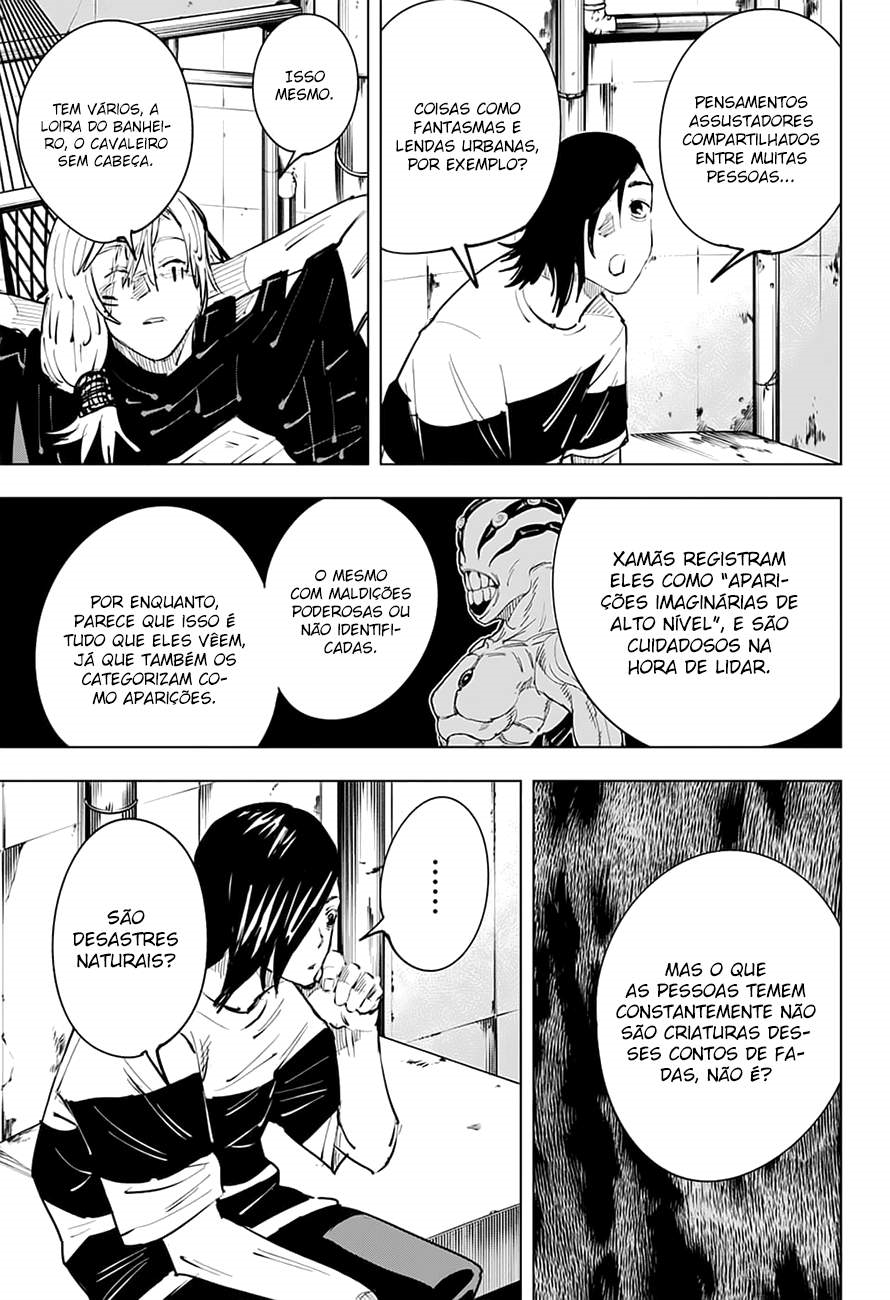 PENSAMENTOS
ASSUSTADORES
COMPARTILHADOS
ENTRE MUITAS
PESSOAS...
COISAS COMO
FANTASMAS E
LENDAS URBANAS,
POR EXEMPLO?
ISSO
MESMO.
TEM VÁRIOS, A
LOIRA DO BANHEI-
RO, O CAVALEIRO
SEM CABEÇA.
XAMÃS REGISTRAM
ELES COMO "APARI-
ÇÕES IMAGINÁRIAS DE
ALTO NÍVEL", E SÃO
CUIDADOSOS NA
HORA DE LIDAR.
O MESMO
COM MALDIÇÕES
PODEROSAS OU
NÃO IDENTIFI-
CADAS.
POR ENQUANTO,
PARECE QUE ISSO É
TUDO QUE ELES VÊEM,
JÁ QUE TAMBÉM OS
CATEGORIZAM CO-
MO APARIÇÕES.
MAS O QUE
AS PESSOAS TEMEM
CONSTANTEMENTE NÃO
SÃO CRIATURAS DES-
SES CONTOS DE FA-
DAS, NÃO É?
......
SÃO
DESASTRES
NATURAIS?